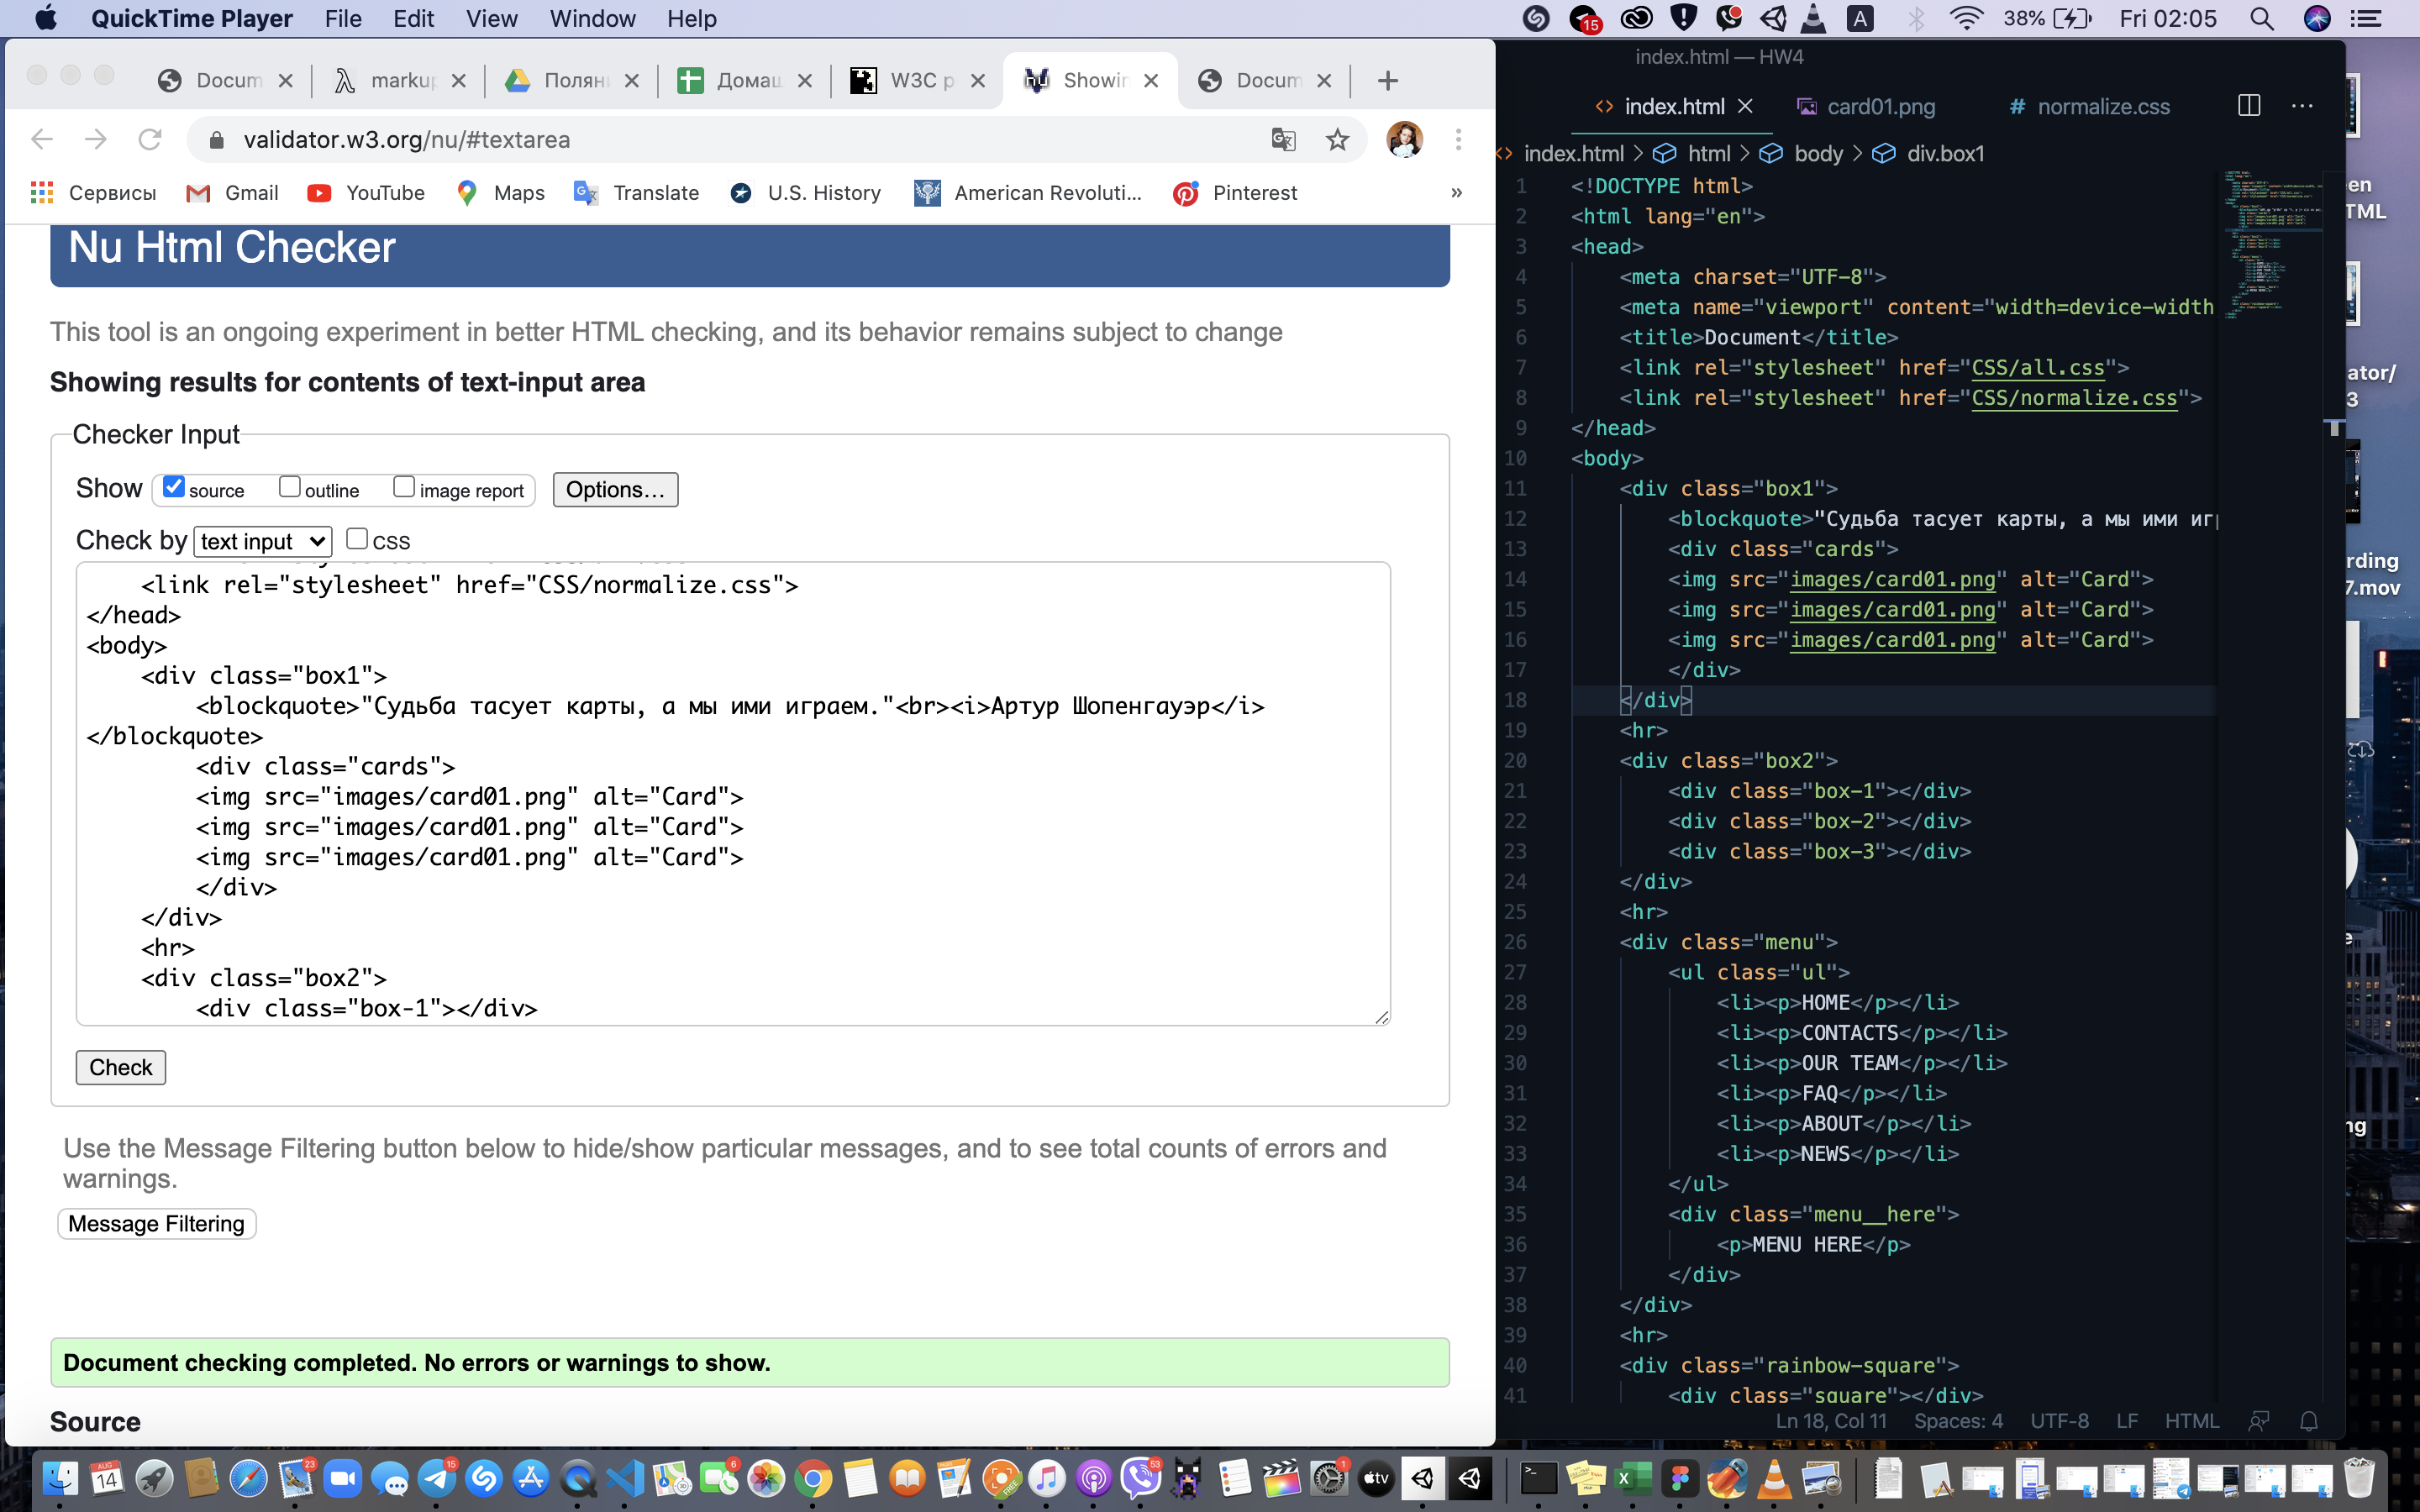 QuickTime Player File Edit View Window Help
15 A 38% Fri 02:05
Docum markup Поляні Домаш W3C p Showin Docum
validator.w3.org/nu/#textarea
Сервисы Gmail YouTube Maps Translate U.S. History American Revoluti... Pinterest »
Nu Html Checker
This tool is an ongoing experiment in better HTML checking, and its behavior remains subject to change
Showing results for contents of text-input area
Checker Input
Show source outline image report Options...
Check by text input CSS
    <link rel="stylesheet" href="CSS/normalize.css">
</head>
<body>
    <div class="box1">
        <blockquote>"Судьба тасует карты, а мы ими играем."<br><i>Артур Шопенгауэр</i>
</blockquote>
        <div class="cards">
        <img src="images/card01.png" alt="Card">
        <img src="images/card01.png" alt="Card">
        <img src="images/card01.png" alt="Card">
        </div>
    </div>
    <hr>
    <div class="box2">
        <div class="box-1"></div>
Check
Use the Message Filtering button below to hide/show particular messages, and to see total counts of errors and
warnings.
Message Filtering
Document checking completed. No errors or warnings to show.
Source
index.html — HW4
index.html card01.png # normalize.css ...
index.html > html > body > div.box1
1 <!DOCTYPE html>
2 <html lang="en">
3 <head>
4     <meta charset="UTF-8">
5     <meta name="viewport" content="width=device-width
6     <title>Document</title>
7     <link rel="stylesheet" href="CSS/all.css">
8     <link rel="stylesheet" href="CSS/normalize.css">
9 </head>
10 <body>
11     <div class="box1">
12         <blockquote>"Судьба тасует карты, а мы ими иг
13         <div class="cards">
14         <img src="images/card01.png" alt="Card">
15         <img src="images/card01.png" alt="Card">
16         <img src="images/card01.png" alt="Card">
17         </div>
18     </div>
19     <hr>
20     <div class="box2">
21         <div class="box-1"></div>
22         <div class="box-2"></div>
23         <div class="box-3"></div>
24     </div>
25     <hr>
26     <div class="menu">
27         <ul class="ul">
28             <li><p>HOME</p></li>
29             <li><p>CONTACTS</p></li>
30             <li><p>OUR TEAM</p></li>
31             <li><p>FAQ</p></li>
32             <li><p>ABOUT</p></li>
33             <li><p>NEWS</p></li>
34         </ul>
35         <div class="menu__here">
36             <p>MENU HERE</p>
37         </div>
38     </div>
39     <hr>
40     <div class="rainbow-square">
41         <div class="square"></div>
Ln 18, Col 11 Spaces: 4 UTF-8 LF HTML
en
TML
ator/
3
rding
7.mov
ng
AUG
14
23
15
6
53
1
tv